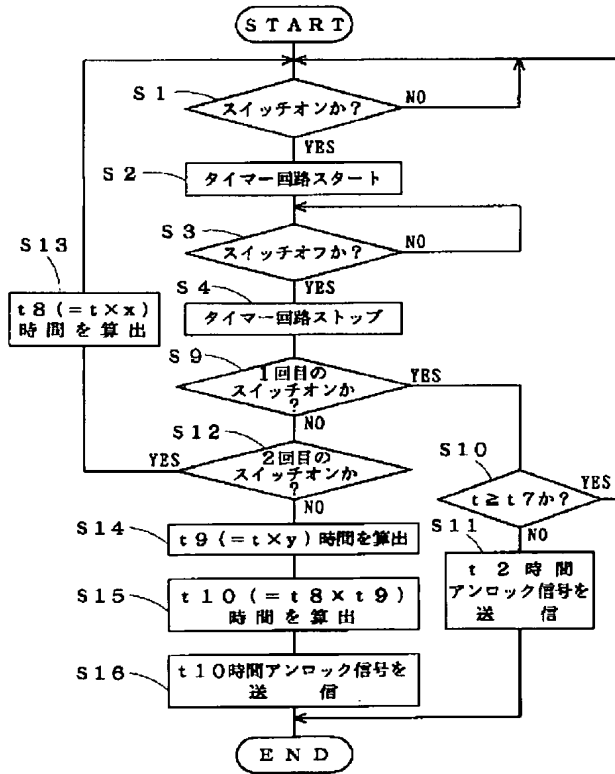 ＳＴＡＲＴ
Ｓ１
スイッチオンか？
NO
YES
Ｓ２
タイマー回路スタート
Ｓ３
スイッチオフか？
NO
YES
Ｓ４
タイマー回路ストップ
Ｓ１３
ｔ８（＝ｔ×ｘ）
時間を算出
Ｓ９
１回目の
スイッチオンか
？
YES
NO
Ｓ１２
２回目の
スイッチオンか
？
YES
NO
Ｓ１０
ｔ≧ｔ７か？
YES
NO
Ｓ１１
ｔ２時間
アンロック信号を
送信
Ｓ１４
ｔ９（＝ｔ×ｙ）時間を算出
Ｓ１５
ｔ１０（＝ｔ８×ｔ９）
時間を算出
Ｓ１６
ｔ１０時間アンロック信号を
送信
ＥＮＤ